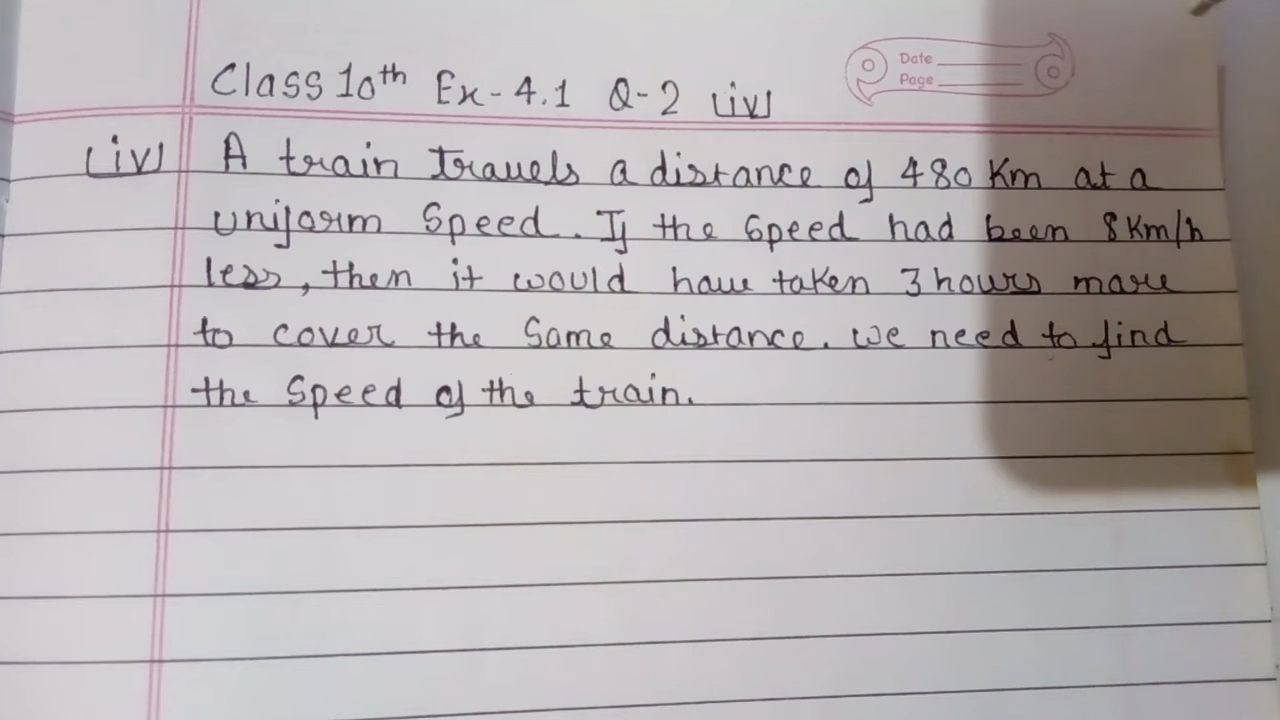 Class 10th Ex-4.1 Q-2 (iv)
Date
Page
(iv) A train travels a distance of 480 Km at a
uniform speed. If the speed had been 8 Km/h
less, then it would have taken 3 hours more
to cover the same distance. We need to find
the speed of the train.